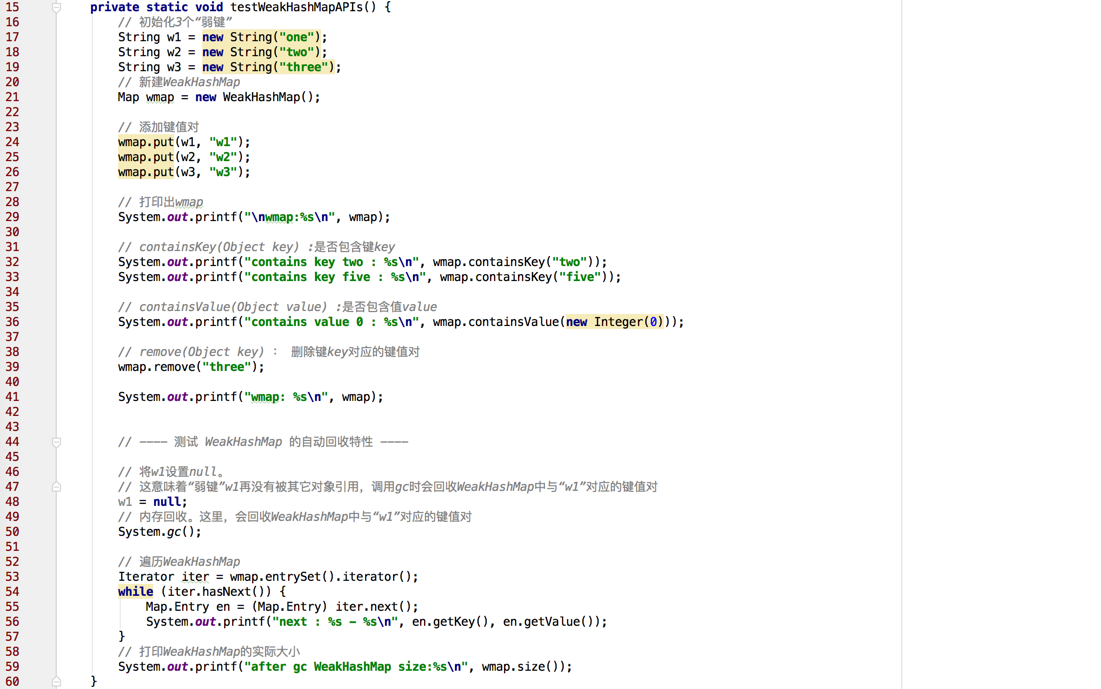 15 private static void testWeakHashMapAPIs() {
16 // 初始化3个“弱键”
17 String w1 = new String("one");
18 String w2 = new String("two");
19 String w3 = new String("three");
20 // 新建WeakHashMap
21 Map wmap = new WeakHashMap();
22
23 // 添加键值对
24 wmap.put(w1, "w1");
25 wmap.put(w2, "w2");
26 wmap.put(w3, "w3");
27
28 // 打印出wmap
29 System.out.printf("\nwmap:%s\n", wmap);
30
31 // containsKey(Object key) :是否包含键key
32 System.out.printf("contains key two : %s\n", wmap.containsKey("two"));
33 System.out.printf("contains key five : %s\n", wmap.containsKey("five"));
34
35 // containsValue(Object value) :是否包含值value
36 System.out.printf("contains value 0 : %s\n", wmap.containsValue(new Integer(0)));
37
38 // remove(Object key) : 删除键key对应的键值对
39 wmap.remove("three");
40
41 System.out.printf("wmap: %s\n", wmap);
42
43
44 // ---- 测试 WeakHashMap 的自动回收特性 ----
45
46 // 将w1设置null。
47 // 这意味着“弱键”w1再没有被其它对象引用，调用gc时会回收WeakHashMap中与“w1”对应的键值对
48 w1 = null;
49 // 内存回收。这里，会回收WeakHashMap中与“w1”对应的键值对
50 System.gc();
51
52 // 遍历WeakHashMap
53 Iterator iter = wmap.entrySet().iterator();
54 while (iter.hasNext()) {
55 Map.Entry en = (Map.Entry) iter.next();
56 System.out.printf("next : %s - %s\n", en.getKey(), en.getValue());
57 }
58 // 打印WeakHashMap的实际大小
59 System.out.printf("after gc WeakHashMap size:%s\n", wmap.size());
60 }